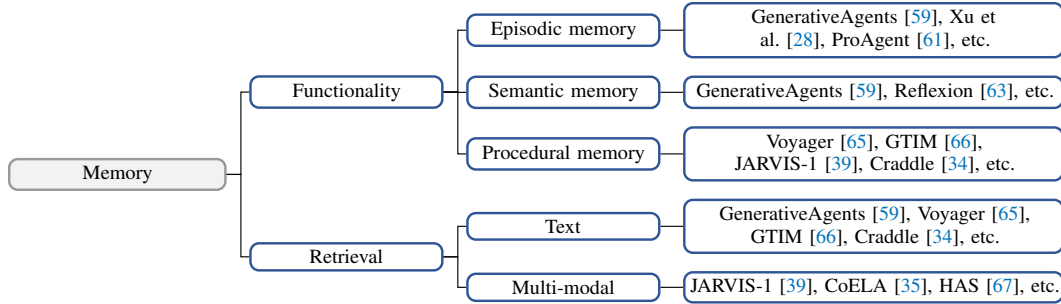 Memory
Functionality
Episodic memory
GenerativeAgents [59], Xu et
al. [28], ProAgent [61], etc.
Semantic memory
GenerativeAgents [59], Reflexion [63], etc.
Procedural memory
Voyager [65], GTIM [66],
JARVIS-1 [39], Craddle [34], etc.
Retrieval
Text
GenerativeAgents [59], Voyager [65],
GTIM [66], Craddle [34], etc.
Multi-modal
JARVIS-1 [39], CoELA [35], HAS [67], etc.